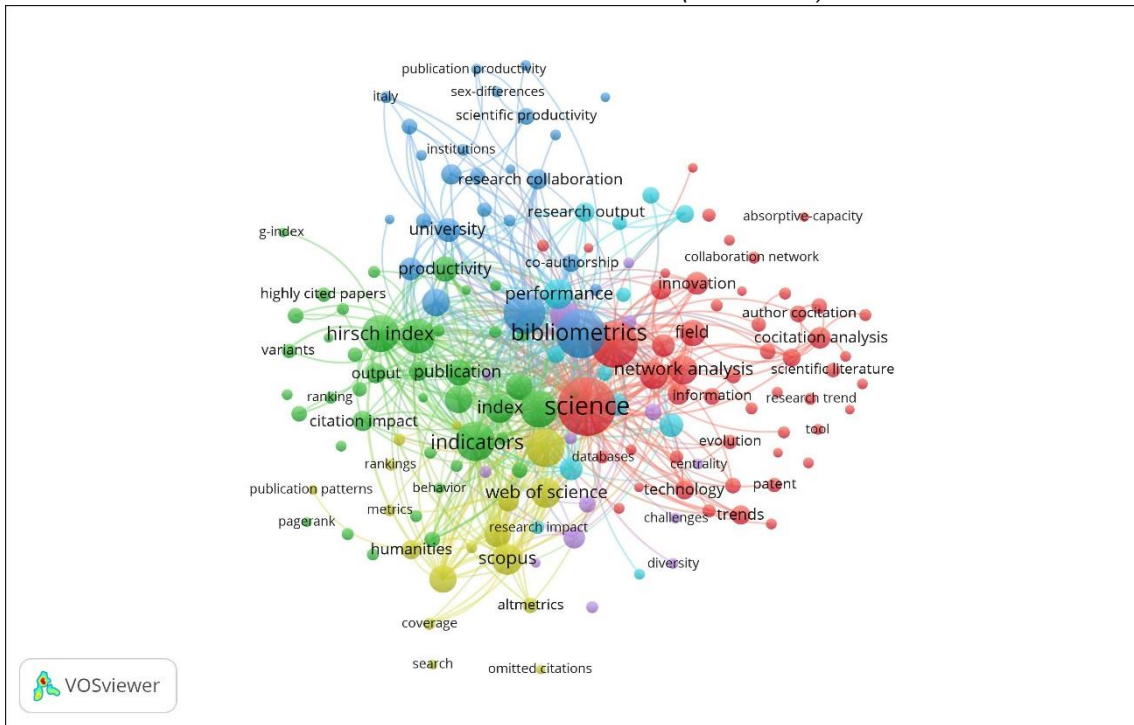 publication productivity
italy
sex-differences
scientific productivity
institutions
research collaboration
research output
absorptive-capacity
g-index
university
collaboration network
co-authorship
productivity
innovation
highly cited papers
performance
author cocitation
hirsch index
bibliometrics
field
cocitation analysis
variants
output
publication
network analysis
scientific literature
ranking
index
science
information
research trend
citation impact
tool
indicators
evolution
databases
rankings
centrality
publication patterns
behavior
web of science
technology
patent
metrics
pagerank
research impact
challenges
trends
humanities
scopus
diversity
altmetrics
coverage
search
omitted citations
VOSviewer